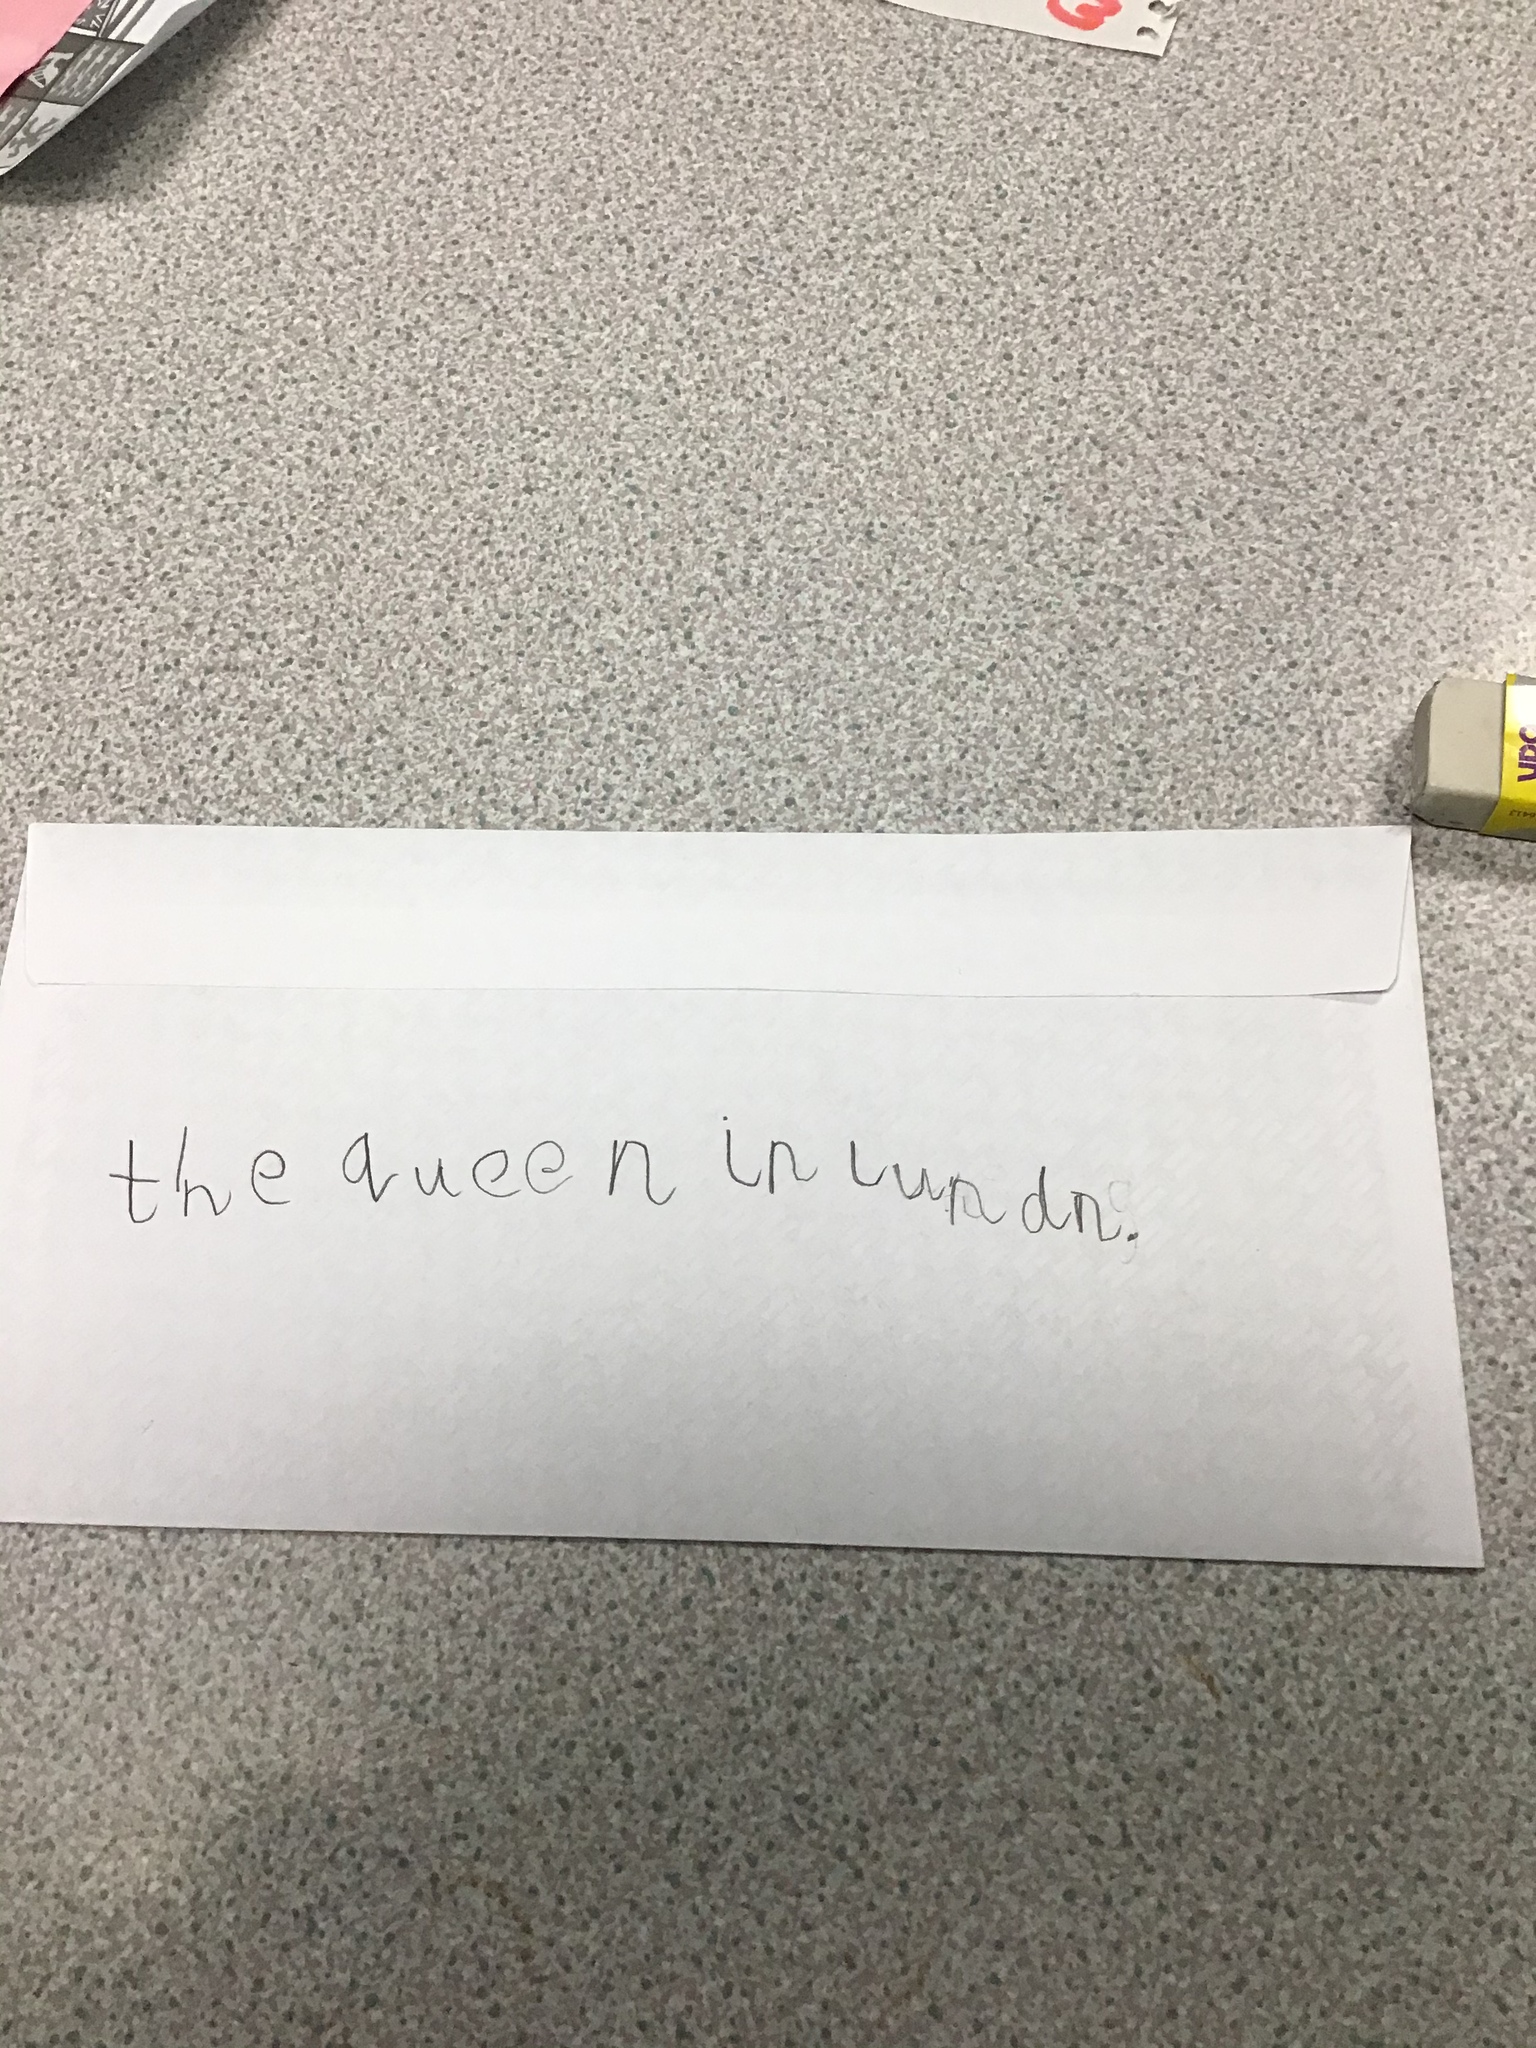 the queen in lundn.